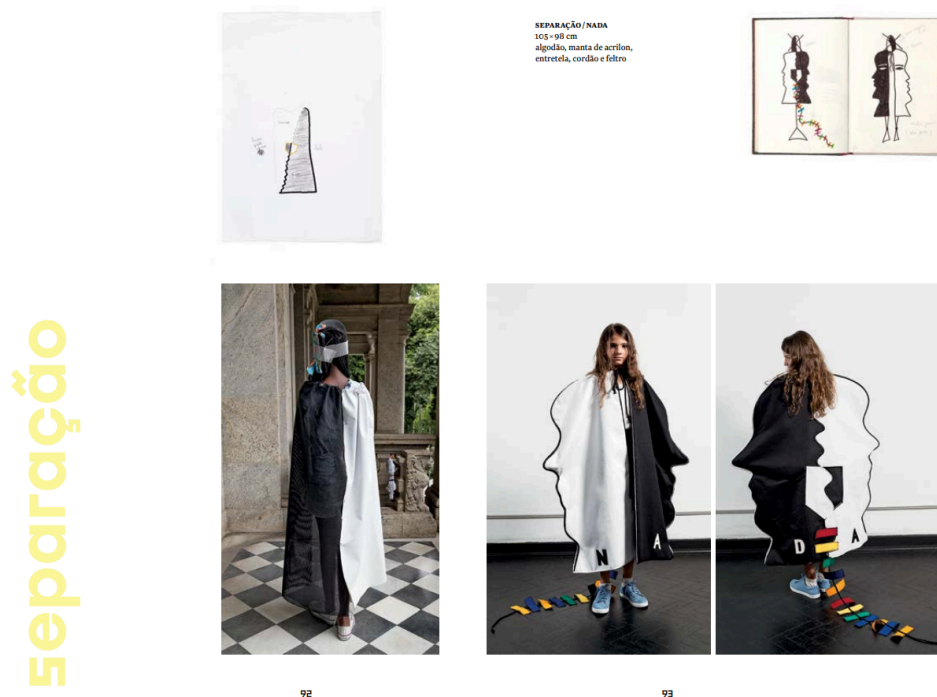 separação
SEPARAÇÃO / NADA
105 × 98 cm
algodão, manta de acrilon,
entretela, cordão e feltro
N A
D A
92
93